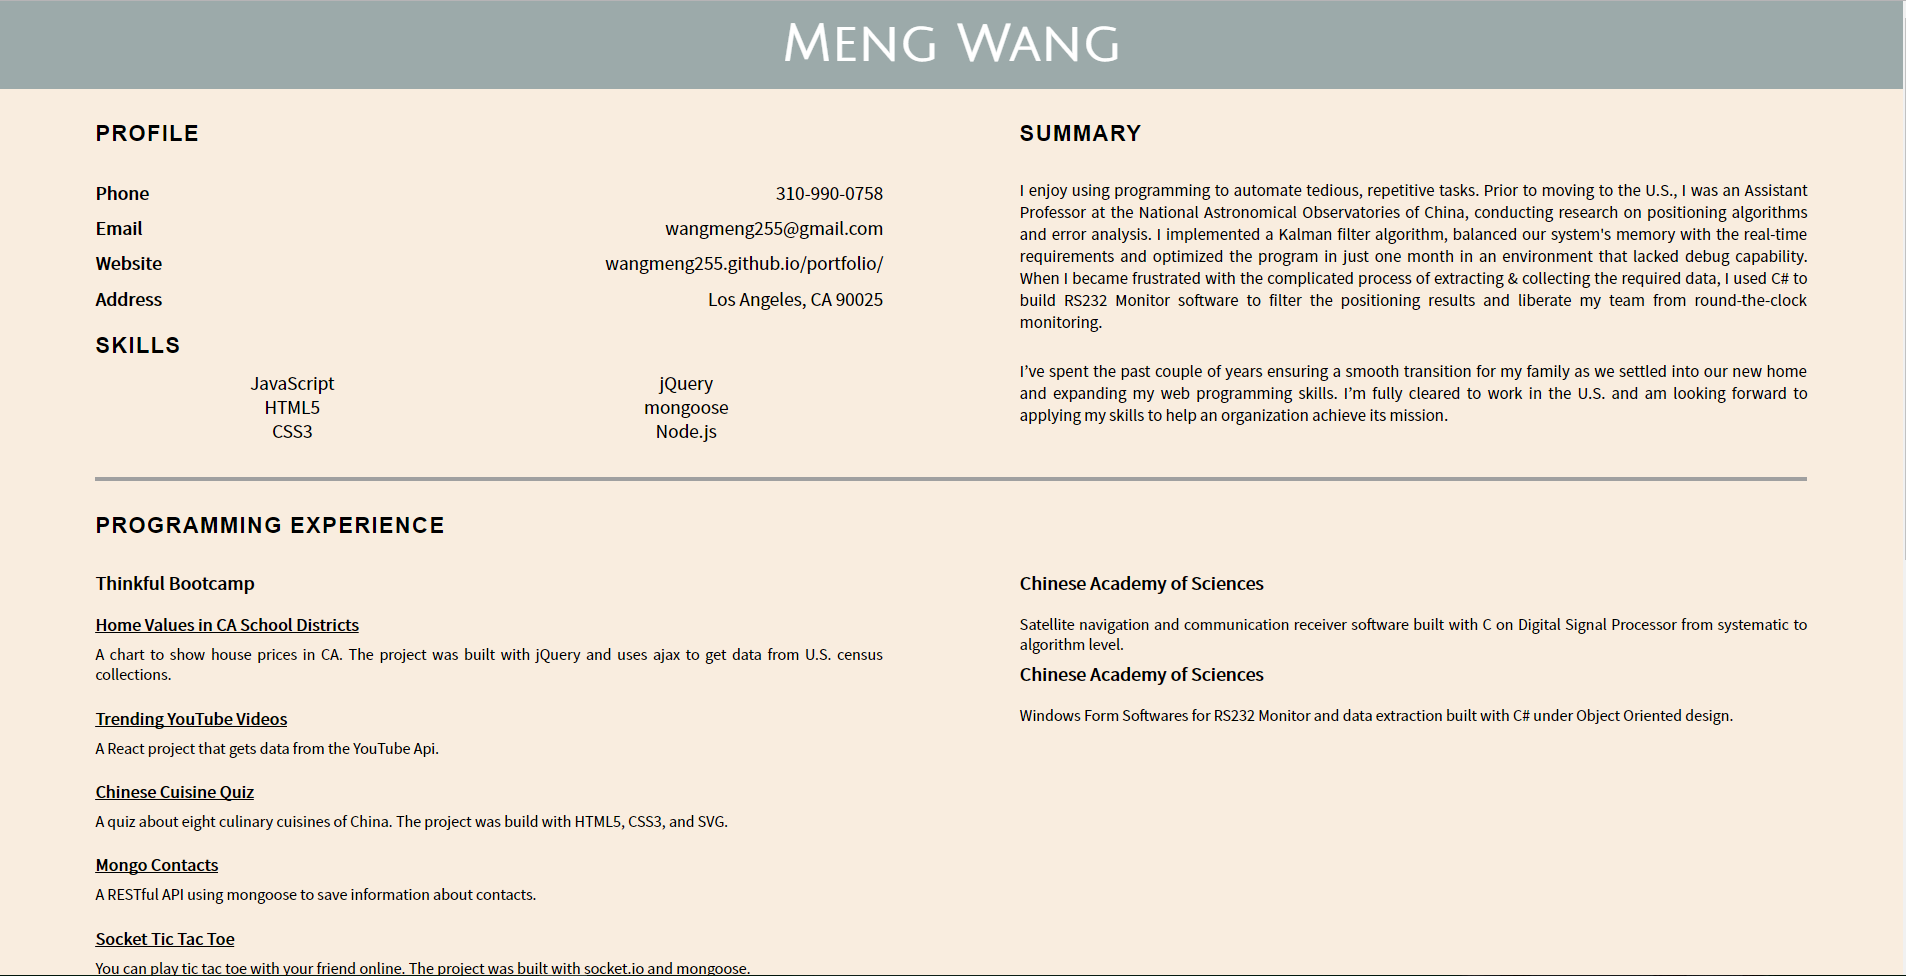 MENG WANG
PROFILE
Phone 310-990-0758
Email wangmeng255@gmail.com
Website wangmeng255.github.io/portfolio/
Address Los Angeles, CA 90025
SKILLS
JavaScript jQuery
HTML5 mongoose
CSS3 Node.js
SUMMARY
I enjoy using programming to automate tedious, repetitive tasks. Prior to moving to the U.S., I was an Assistant
Professor at the National Astronomical Observatories of China, conducting research on positioning algorithms
and error analysis. I implemented a Kalman filter algorithm, balanced our system's memory with the real-time
requirements and optimized the program in just one month in an environment that lacked debug capability.
When I became frustrated with the complicated process of extracting & collecting the required data, I used C# to
build RS232 Monitor software to filter the positioning results and liberate my team from round-the-clock
monitoring.
I’ve spent the past couple of years ensuring a smooth transition for my family as we settled into our new home
and expanding my web programming skills. I’m fully cleared to work in the U.S. and am looking forward to
applying my skills to help an organization achieve its mission.
PROGRAMMING EXPERIENCE
Thinkful Bootcamp
Home Values in CA School Districts
A chart to show house prices in CA. The project was built with jQuery and uses ajax to get data from U.S. census
collections.
Trending YouTube Videos
A React project that gets data from the YouTube Api.
Chinese Cuisine Quiz
A quiz about eight culinary cuisines of China. The project was build with HTML5, CSS3, and SVG.
Mongo Contacts
A RESTful API using mongoose to save information about contacts.
Socket Tic Tac Toe
You can play tic tac toe with your friend online. The project was built with socket.io and mongoose.
Chinese Academy of Sciences
Satellite navigation and communication receiver software built with C on Digital Signal Processor from systematic to
algorithm level.
Chinese Academy of Sciences
Windows Form Softwares for RS232 Monitor and data extraction built with C# under Object Oriented design.